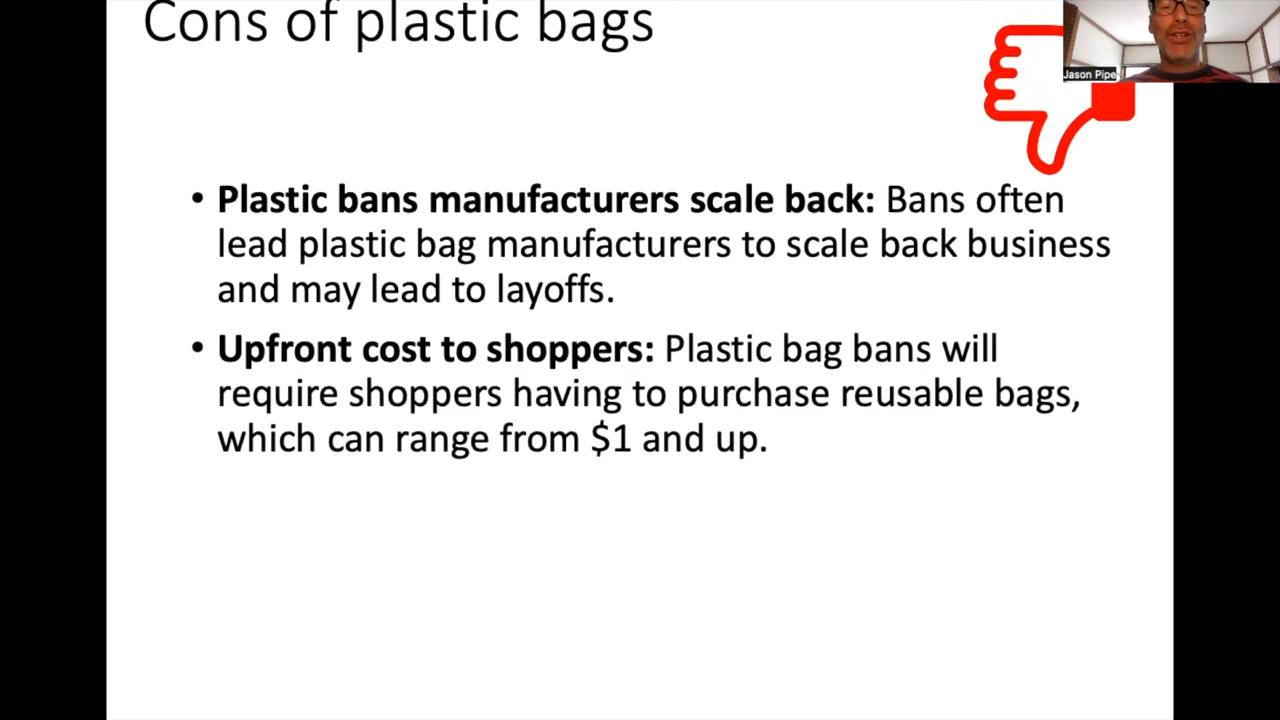 Cons of plastic bags
Jason Pipe
• Plastic bans manufacturers scale back: Bans often
lead plastic bag manufacturers to scale back business
and may lead to layoffs.
• Upfront cost to shoppers: Plastic bag bans will
require shoppers having to purchase reusable bags,
which can range from $1 and up.